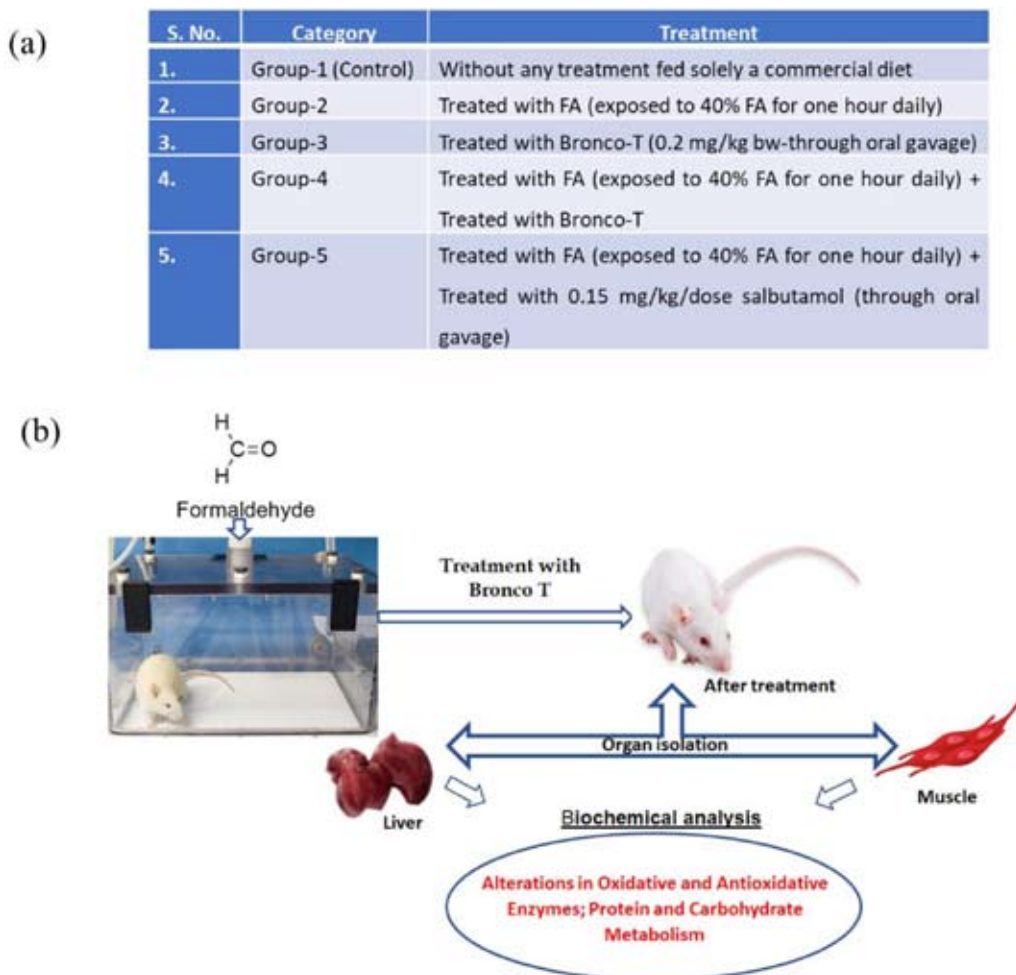 (a)
S. No. Category Treatment
1. Group-1 (Control) Without any treatment fed solely a commercial diet
2. Group-2 Treated with FA (exposed to 40% FA for one hour daily)
3. Group-3 Treated with Bronco-T (0.2 mg/kg bw-through oral gavage)
4. Group-4 Treated with FA (exposed to 40% FA for one hour daily) +
Treated with Bronco-T
5. Group-5 Treated with FA (exposed to 40% FA for one hour daily) +
Treated with 0.15 mg/kg/dose salbutamol (through oral
gavage)
(b)
H
C=O
H
Formaldehyde
Treatment with
Bronco T
After treatment
Organ isolation
Liver
Muscle
Biochemical analysis
Alterations in Oxidative and Antioxidative
Enzymes; Protein and Carbohydrate
Metabolism